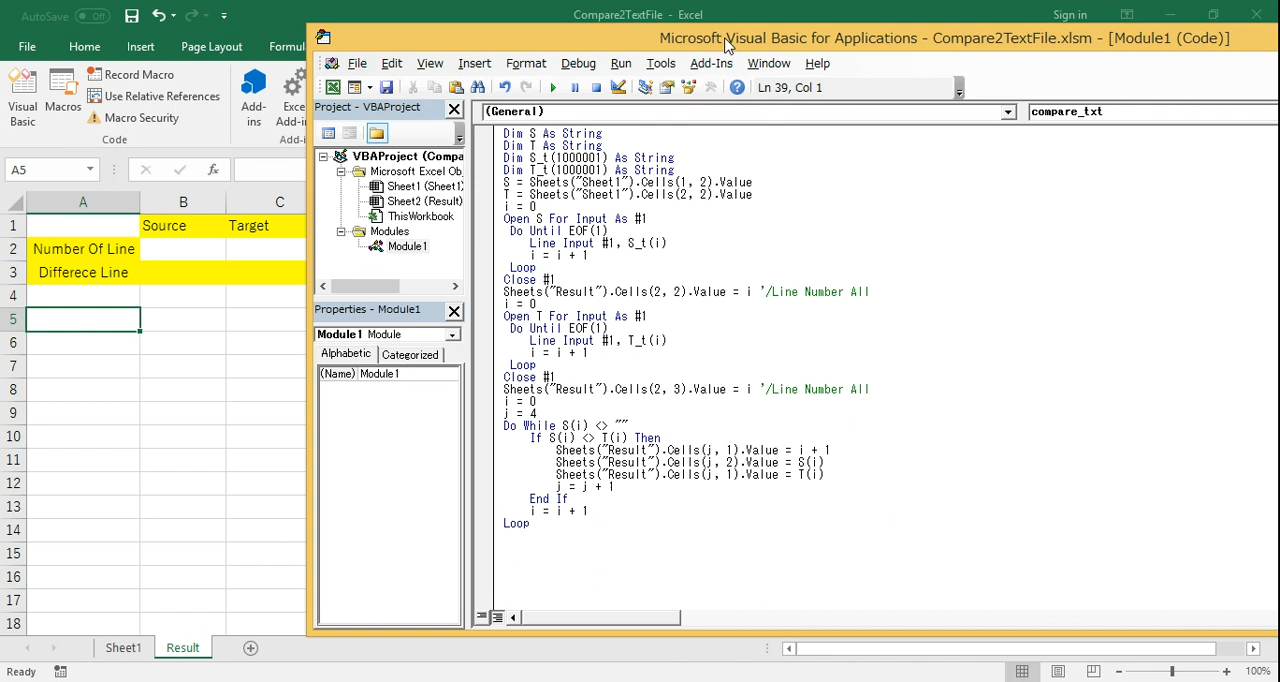 AutoSave Off
Compare2TextFile - Excel
Sign in
File Home Insert Page Layout Formul
Visual Basic
Macros
Record Macro
Use Relative References
Macro Security
Code
Add-ins
Exce
Add-in
Add-i
A5
fx
A B C
1 Source Target
2 Number Of Line
3 Differece Line
4
5
6
7
8
9
10
11
12
13
14
15
16
17
18
Sheet1 Result
Ready
100%
Microsoft Visual Basic for Applications - Compare2TextFile.xlsm - [Module1 (Code)]
File Edit View Insert Format Debug Run Tools Add-Ins Window Help
Ln 39, Col 1
Project - VBAProject
VBAProject (Compa
Microsoft Excel Ob
Sheet1 (Sheet1)
Sheet2 (Result)
ThisWorkbook
Modules
Module1
Properties - Module1
Module1 Module
Alphabetic Categorized
(Name) Module1
(General)
compare_txt
Dim S As String
Dim T As String
Dim S_t(1000001) As String
Dim T_t(1000001) As String
S = Sheets("Sheet1").Cells(1, 2).Value
T = Sheets("Sheet1").Cells(2, 2).Value
i = 0
Open S For Input As #1
Do Until EOF(1)
Line Input #1, S_t(i)
i = i + 1
Loop
Close #1
Sheets("Result").Cells(2, 2).Value = i '/Line Number All
i = 0
Open T For Input As #1
Do Until EOF(1)
Line Input #1, T_t(i)
i = i + 1
Loop
Close #1
Sheets("Result").Cells(2, 3).Value = i '/Line Number All
i = 0
j = 4
Do While S(i) <> ""
If S(i) <> T(i) Then
Sheets("Result").Cells(j, 1).Value = i + 1
Sheets("Result").Cells(j, 2).Value = S(i)
Sheets("Result").Cells(j, 1).Value = T(i)
j = j + 1
End If
i = i + 1
Loop